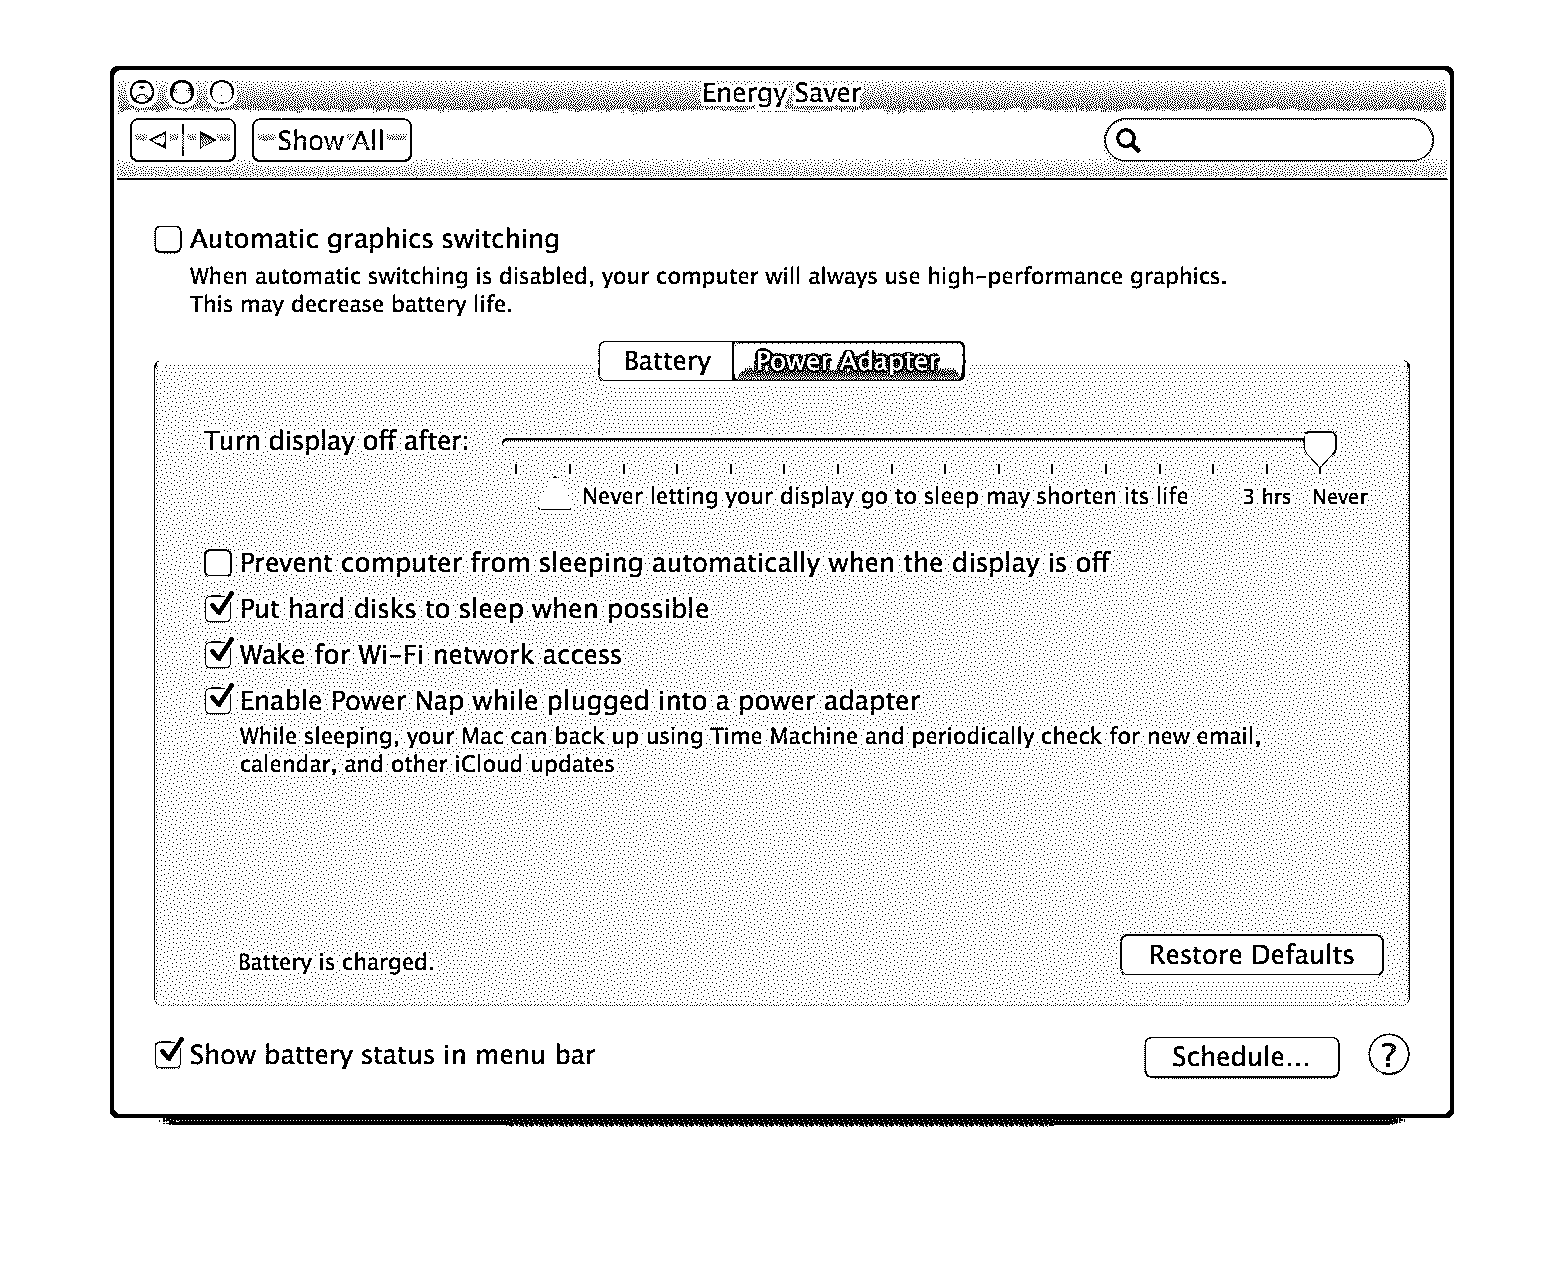 Energy Saver
Show All
Automatic graphics switching
When automatic switching is disabled, your computer will always use high-performance graphics.
This may decrease battery life.
Battery Power Adapter
Turn display off after:
Never letting your display go to sleep may shorten its life 3 hrs Never
Prevent computer from sleeping automatically when the display is off
Put hard disks to sleep when possible
Wake for Wi-Fi network access
Enable Power Nap while plugged into a power adapter
While sleeping, your Mac can back up using Time Machine and periodically check for new email,
calendar, and other iCloud updates
Battery is charged.
Restore Defaults
Show battery status in menu bar
Schedule...
?